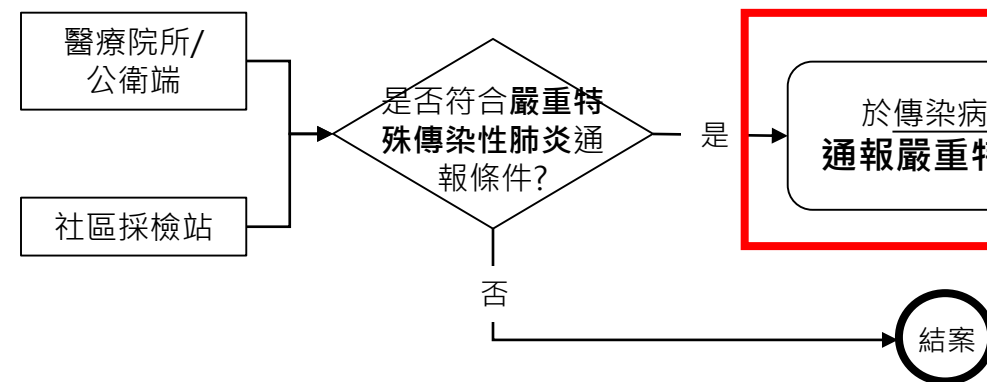 醫療院所/
公衛端
社區採檢站
是否符合嚴重特
殊傳染性肺炎通
報條件?
是
於傳染病
通報嚴重
否
結案